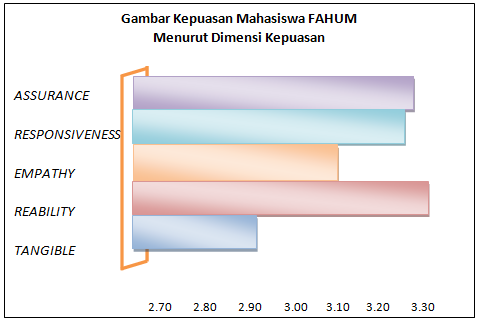 Gambar Kepuasan Mahasiswa FAHUM
Menurut Dimensi Kepuasan
ASSURANCE
RESPONSIVENESS
EMPATHY
REABILITY
TANGIBLE
2.70 2.80 2.90 3.00 3.10 3.20 3.30